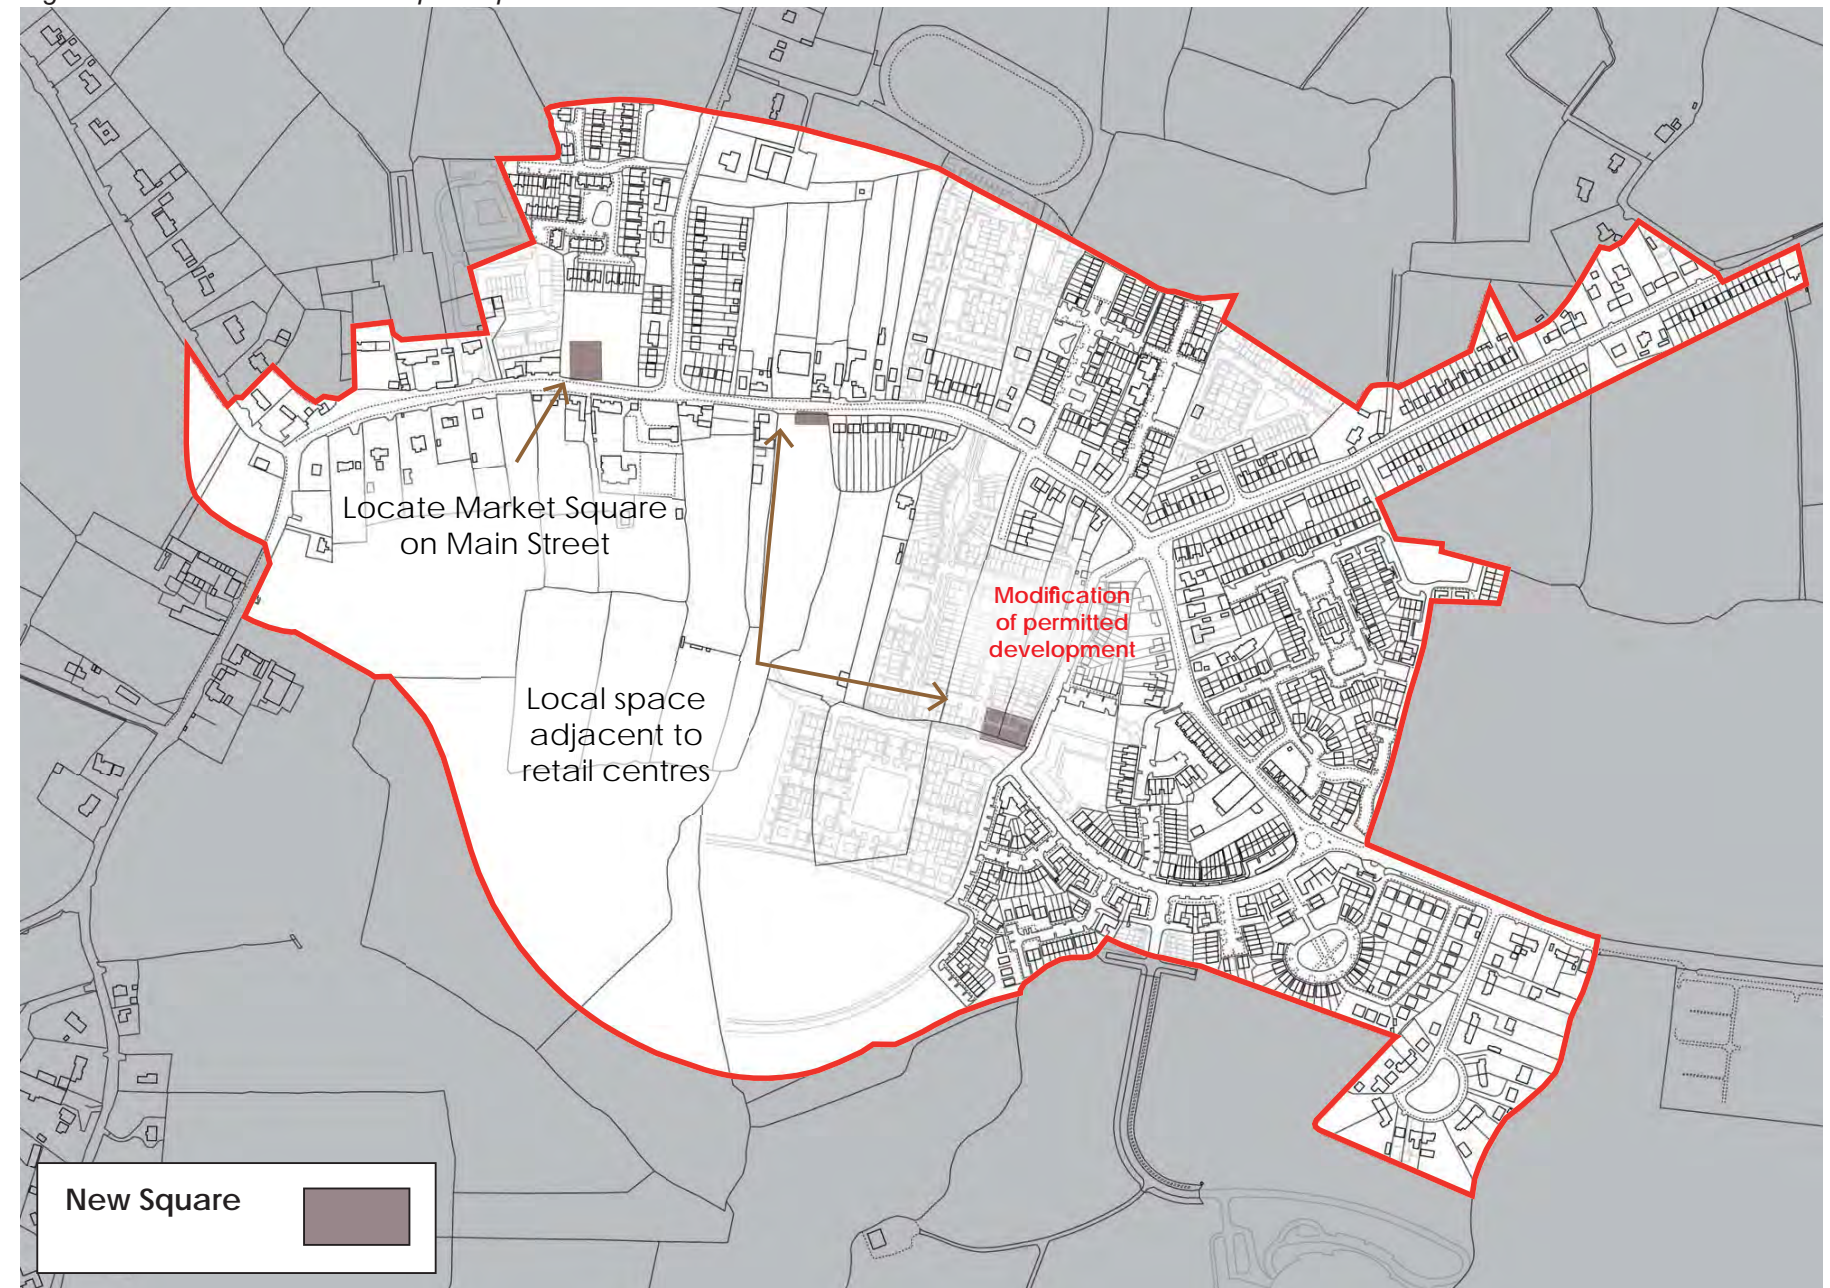 Locate Market Square
on Main Street
Modification
of permitted
development
Local space
adjacent to
retail centres
New Square